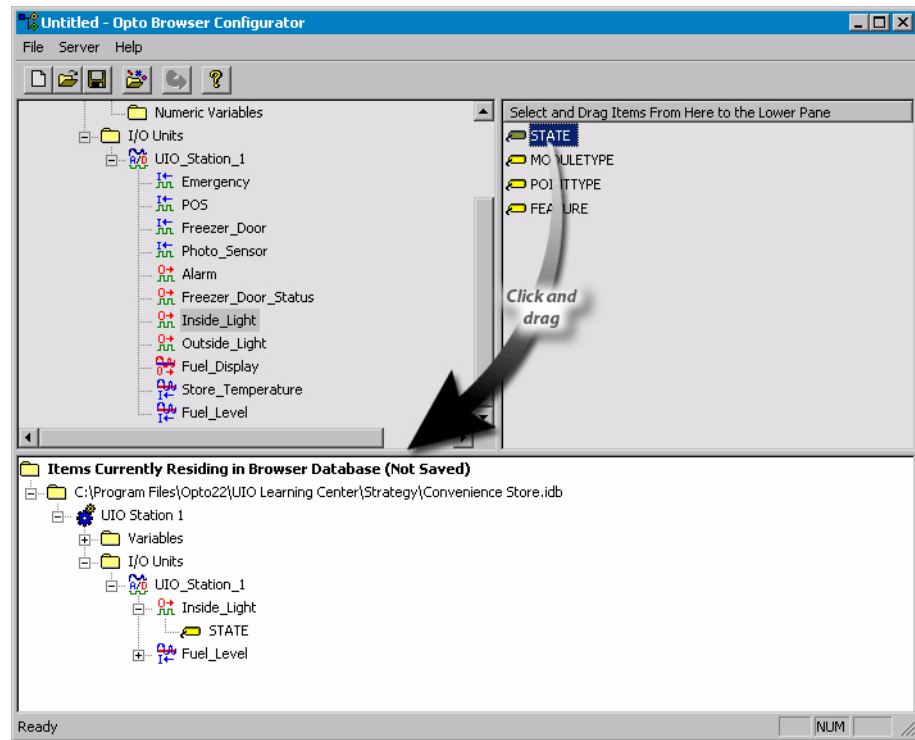 Untitled - Opto Browser Configurator
File Server Help
Numeric Variables
I/O Units
UIO_Station_1
Emergency
POS
Freezer_Door
Photo_Sensor
Alarm
Freezer_Door_Status
Inside_Light
Outside_Light
Fuel_Display
Store_Temperature
Fuel_Level
Select and Drag Items From Here to the Lower Pane
STATE
MODULETYPE
POINTTYPE
FEATURE
Click and
drag
Items Currently Residing in Browser Database (Not Saved)
C:\Program Files\Opto22\UIO Learning Center\Strategy\Convenience Store.idb
UIO Station 1
Variables
I/O Units
UIO_Station_1
Inside_Light
STATE
Fuel_Level
Ready
NUM